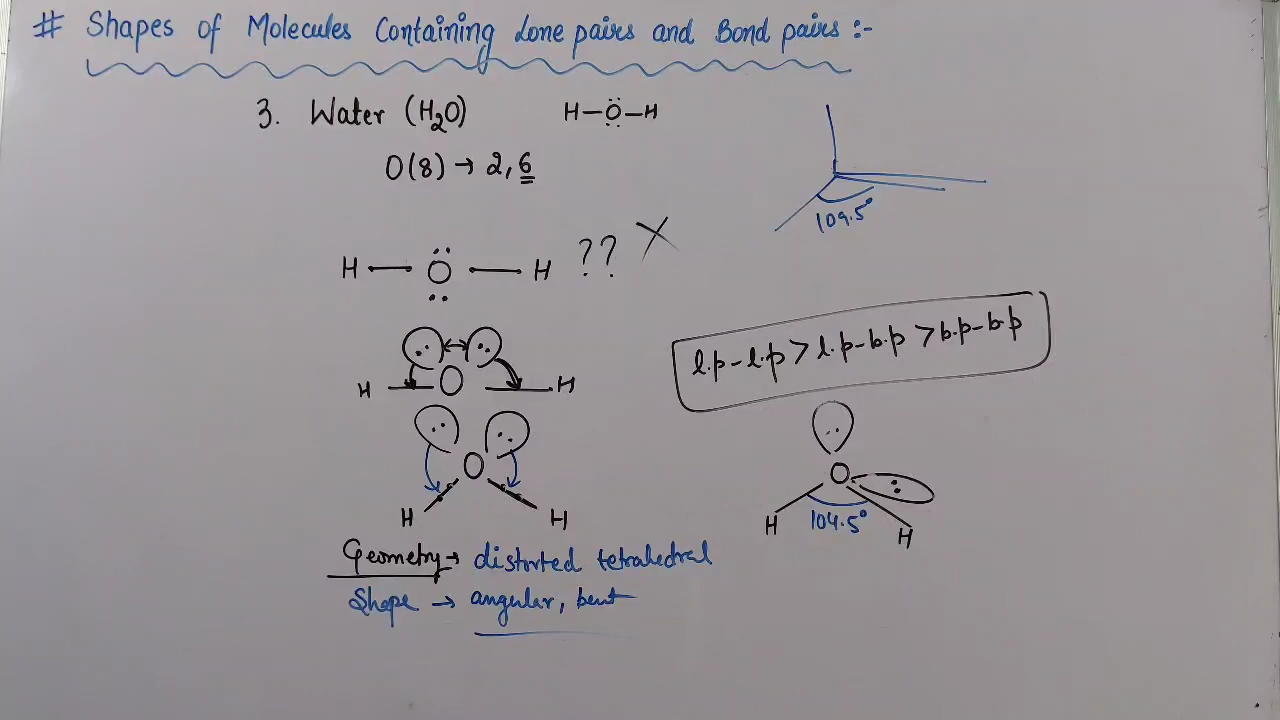 # Shapes of Molecules Containing Lone pairs and Bond pairs :-
3. Water (H₂O) H–Ö–H
O(8) → 2, 6
109.5°
H — Ö — H ?? X
l.p – l.p > l.p – b.p > b.p – b.p
H O H
O
H H
O
104.5°
H H
Geometry → distorted tetrahedral
Shape → angular, bent